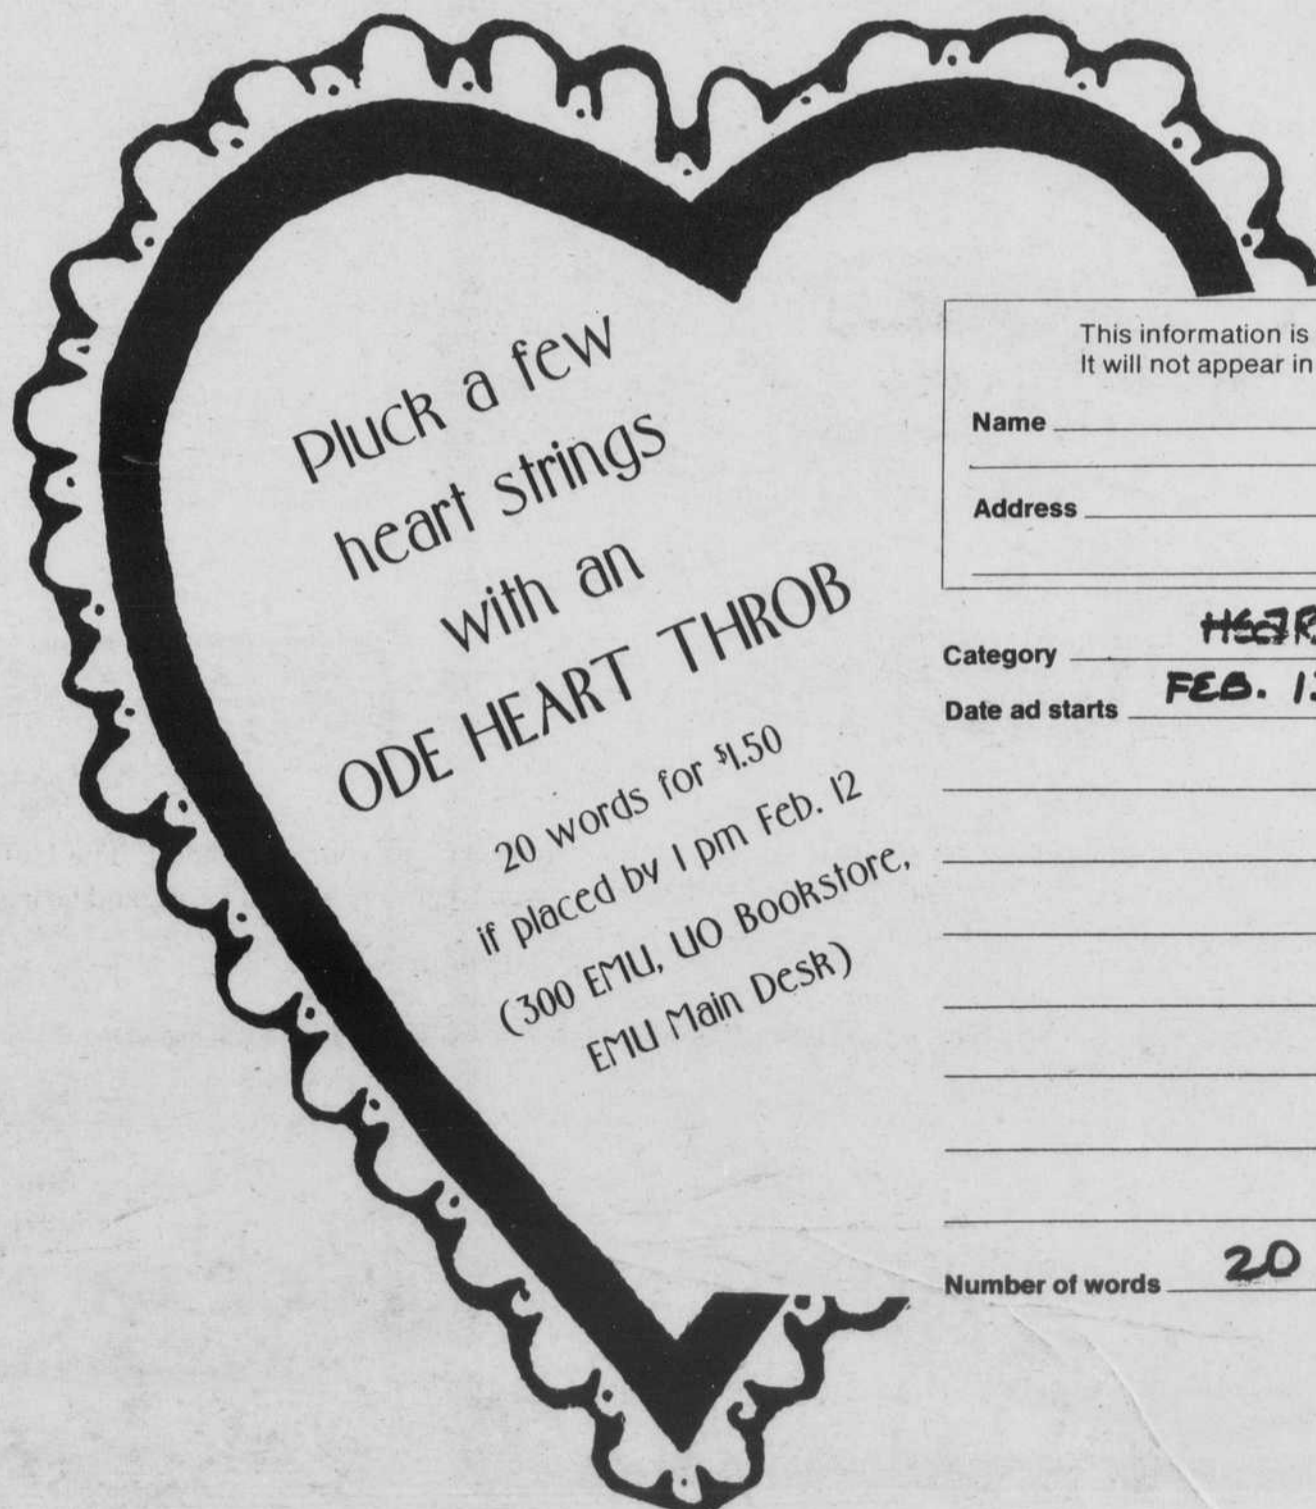 Pluck a few
heart strings
with an
ODE HEART THROB
20 words for $1.50
if placed by 1 pm Feb. 12
(300 EMU, UO Bookstore,
EMU Main Desk)
This information is
It will not appear in
Name
Address
Category
Date ad starts FEB.
Number of words 20